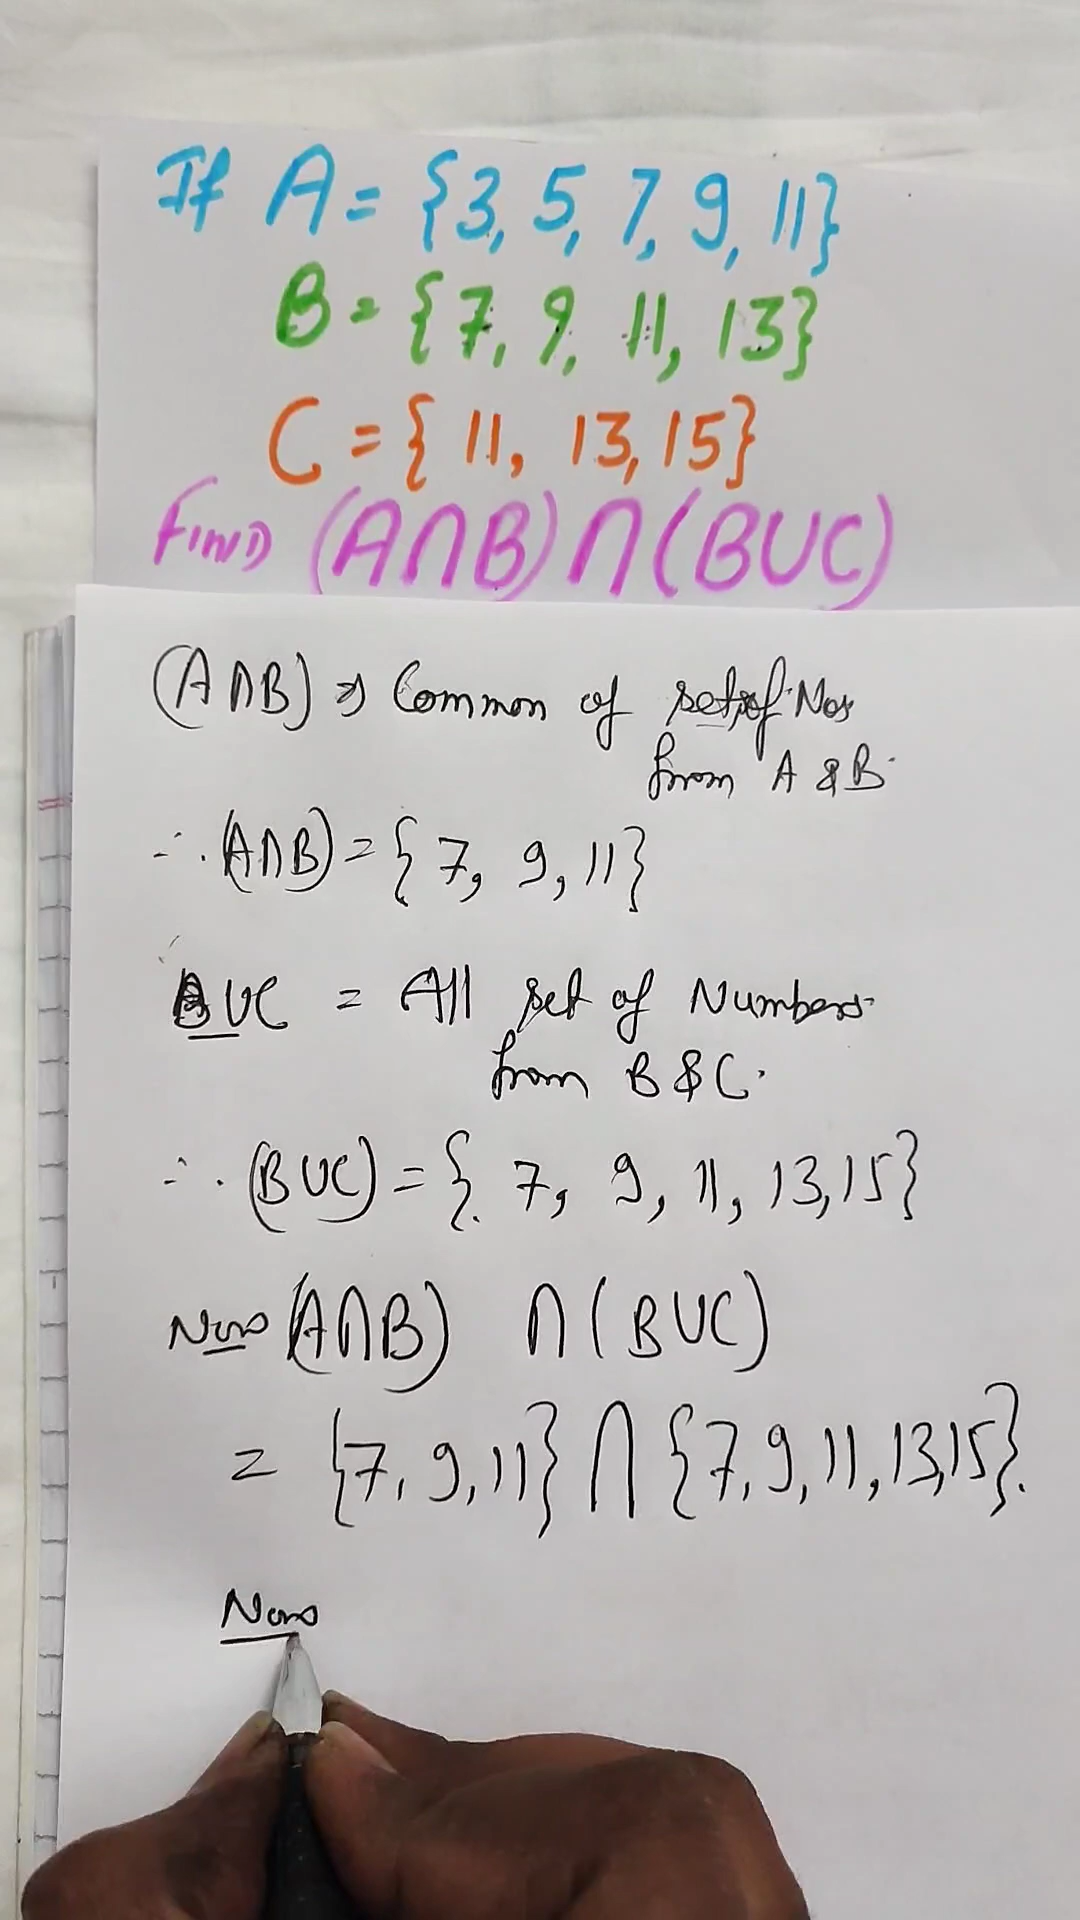 If A = {3, 5, 7, 9, 11}
B = {7, 9, 11, 13}
C = {11, 13, 15}
FIND (A∩B)∩(B∪C)
(A∩B) ⇒ Common of set of Nos
from A & B.
∴ (A∩B) = {7, 9, 11}
B∪C = All set of Numbers
from B & C.
∴ (B∪C) = {7, 9, 11, 13, 15}
Now (A∩B) ∩ (B∪C)
= {7, 9, 11} ∩ {7, 9, 11, 13, 15}.
Now